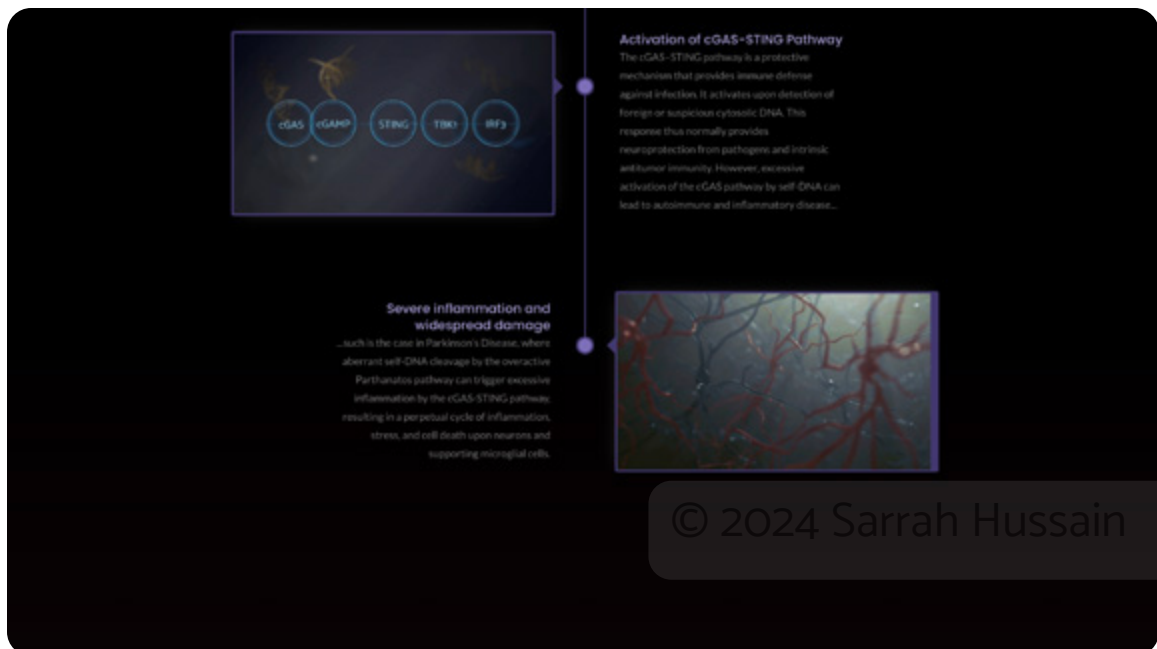 cGAS cGAMP STING TBK1 IRF3
Activation of cGAS-STING Pathway
The cGAS-STING pathway is a protective
mechanism that provides immune defense
against infection. It activates upon detection of
foreign or suspicious cytosolic DNA. This
response thus normally provides
neuroprotection from pathogens and intrinsic
antitumor immunity. However, excessive
activation of the cGAS pathway by self-DNA can
lead to autoimmune and inflammatory disease...
Severe inflammation and
widespread damage
...such is the case in Parkinson's Disease, where
aberrant self-DNA cleavage by the overactive
Parthanatos pathway can trigger excessive
inflammation by the cGAS-STING pathway,
resulting in a perpetual cycle of inflammation,
stress, and cell death upon neurons and
supporting microglial cells.
© 2024 Sarrah Hussain